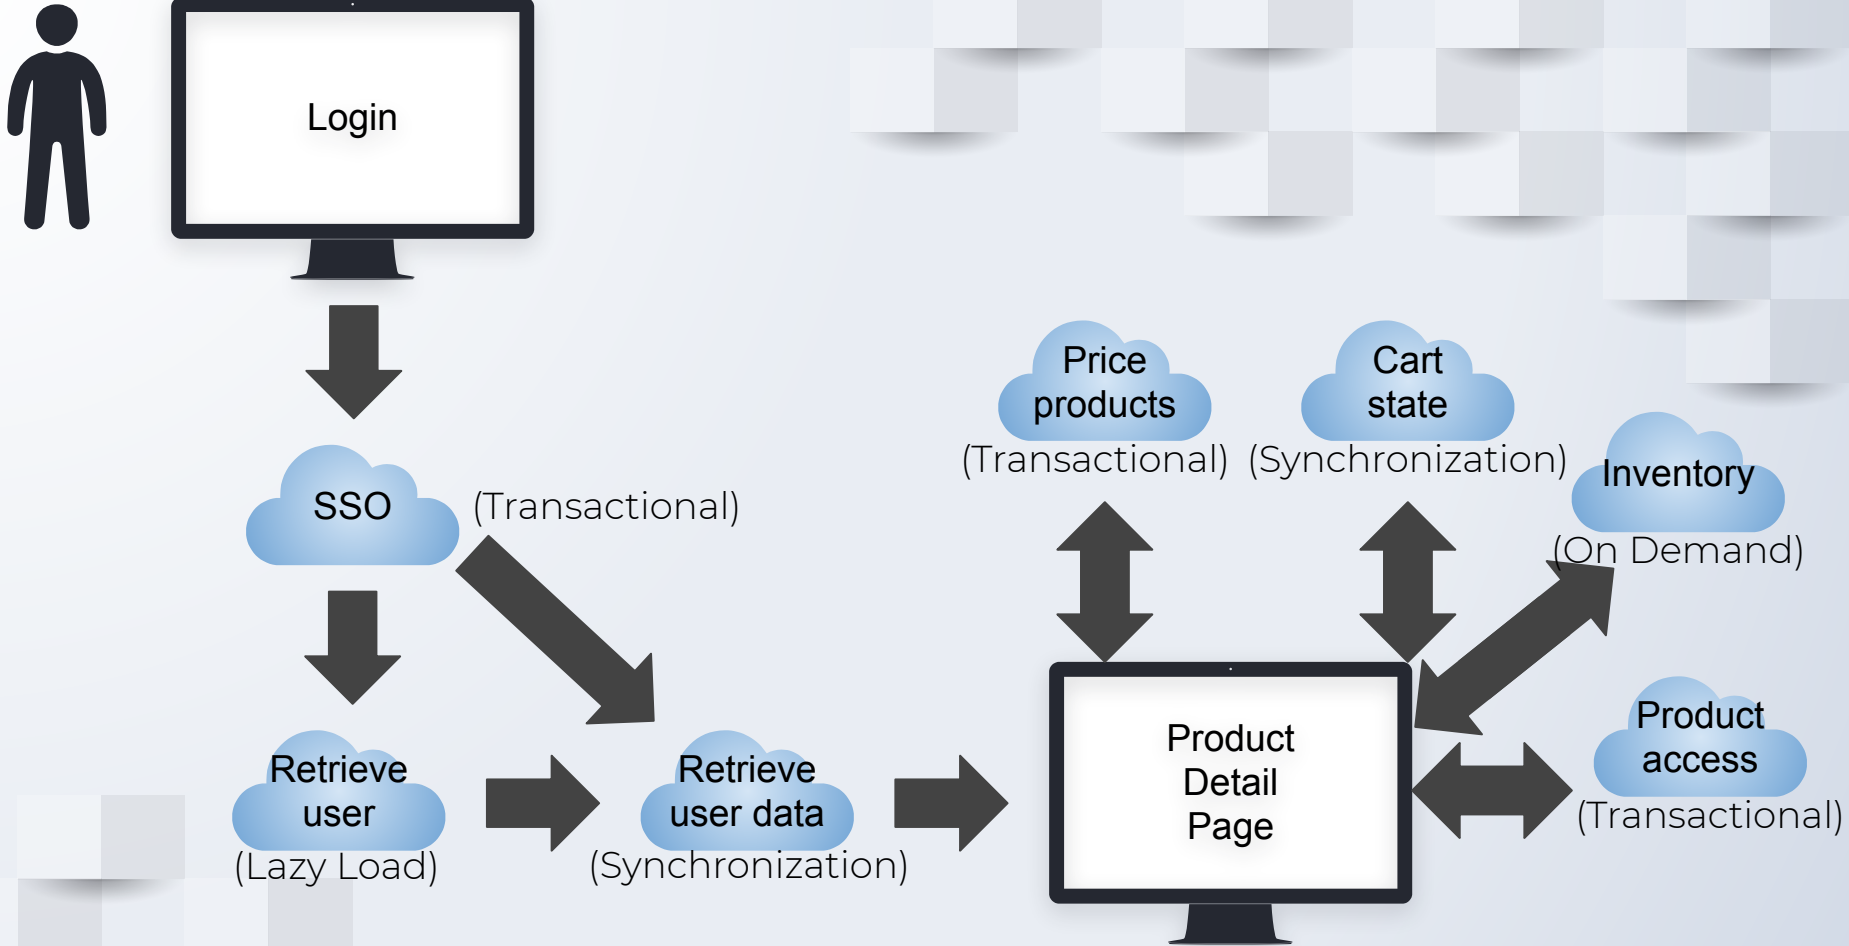 Login
SSO
(Transactional)
Retrieve
user
(Lazy Load)
Retrieve
user data
(Synchronization)
Price
products
(Transactional)
Cart
state
(Synchronization)
Inventory
(On Demand)
Product
access
(Transactional)
Product
Detail
Page